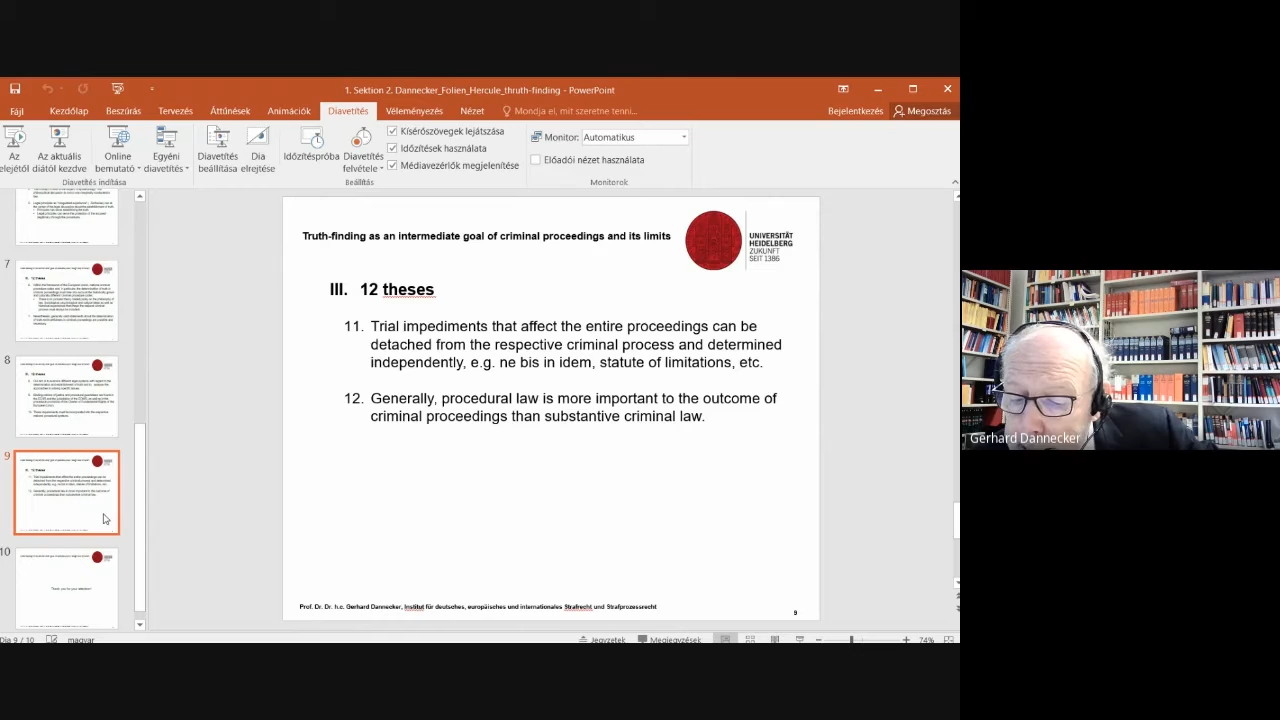 1. Sektion 2. Dannecker_Folien_Hercule_thruth-finding - PowerPoint
Fájl Kezdőlap Beszúrás Tervezés Áttűnések Animációk Diavetítés Véleményezés Nézet Mondja el, mit szeretne tenni... Bejelentkezés Megosztás
Az elejétől
Az aktuális diától kezdve
Online bemutató
Egyéni diavetítés
Diavetítés beállítása
Dia elrejtése
Időzítéspróba
Diavetítés felvétele
Kísérőszövegek lejátszása
Időzítések használata
Médiavezérlők megjelenítése
Monitor: Automatikus
Előadói nézet használata
Diavetítés indítása
Beállítás
Monitorok
7
8
9
10
Thank you for your attention!
Truth-finding as an intermediate goal of criminal proceedings and its limits
UNIVERSITÄT
HEIDELBERG
ZUKUNFT
SEIT 1386
III. 12 theses
11. Trial impediments that affect the entire proceedings can be
detached from the respective criminal process and determined
independently, e.g. ne bis in idem, statute of limitations etc.
12. Generally, procedural law is more important to the outcome of
criminal proceedings than substantive criminal law.
Prof. Dr. Dr. h.c. Gerhard Dannecker, Institut für deutsches, europäisches und internationales Strafrecht und Strafprozessrecht
9
Dia 9 / 10 magyar
Jegyzetek Megjegyzések 74%
Gerhard Dannecker